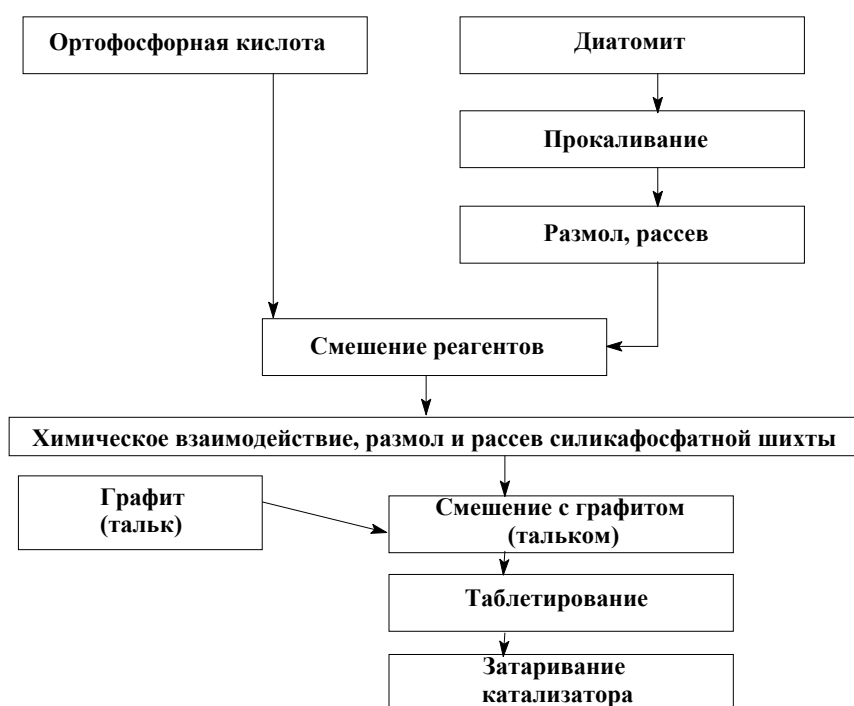 Ортофосфорная кислота
Диатомит
Прокаливание
Размол, рассев
Смешение реагентов
Химическое взаимодействие, размол и рассев силикафосфатной шихты
Графит
(тальк)
Смешение с графитом
(тальком)
Таблетирование
Затаривание
катализатора